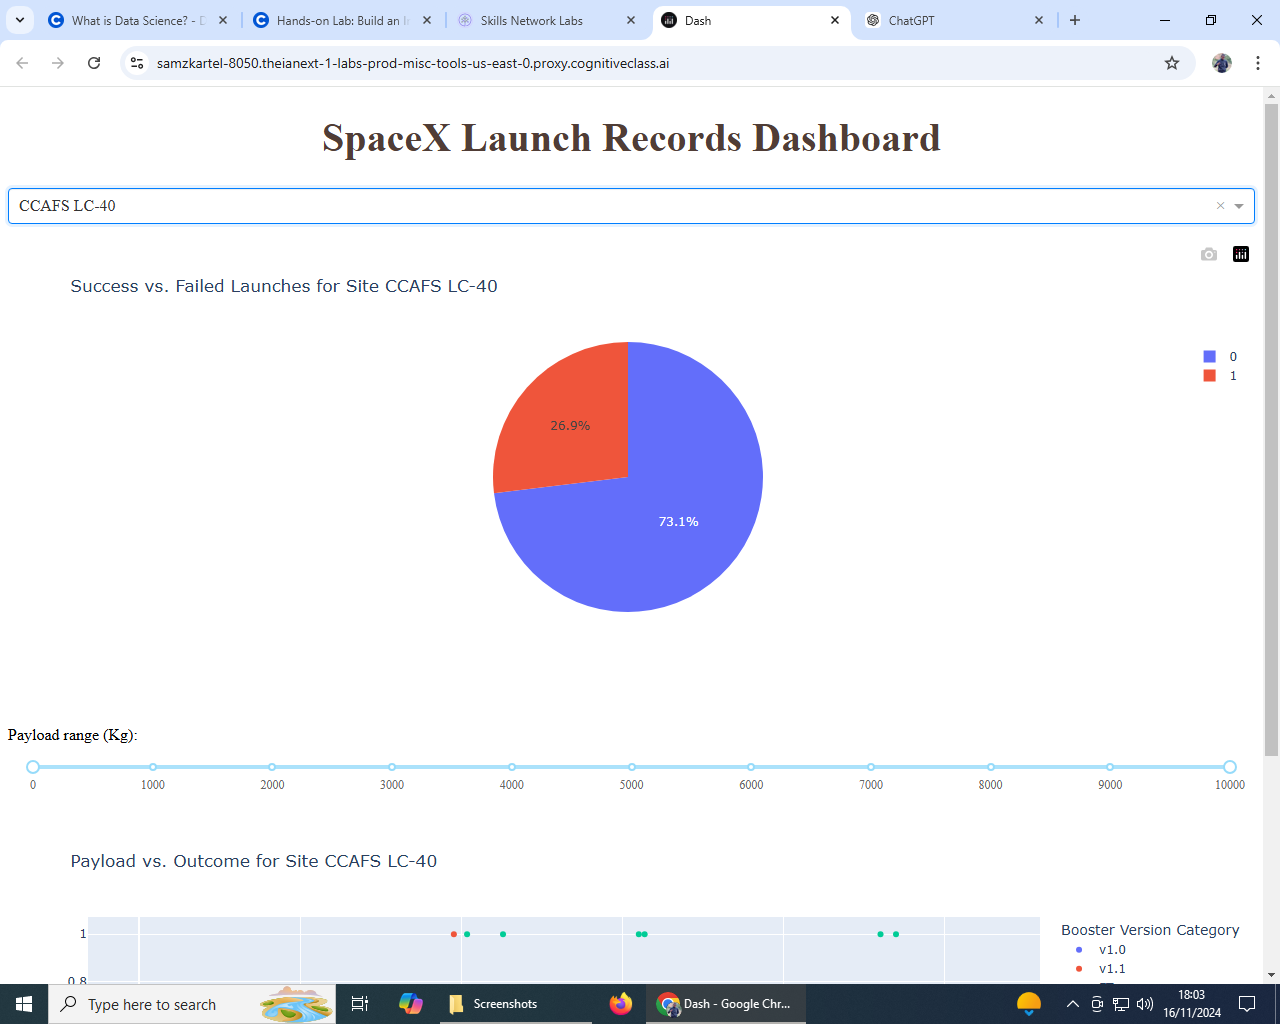 What is Data Science? - D
Hands-on Lab: Build an In
Skills Network Labs
Dash
ChatGPT
samzkartel-8050.theianext-1-labs-prod-misc-tools-us-east-0.proxy.cognitiveclass.ai
SpaceX Launch Records Dashboard
CCAFS LC-40
Success vs. Failed Launches for Site CCAFS LC-40
0
1
26.9%
73.1%
Payload range (Kg):
0 1000 2000 3000 4000 5000 6000 7000 8000 9000 10000
Payload vs. Outcome for Site CCAFS LC-40
1
0.8
Booster Version Category
v1.0
v1.1
Type here to search
Screenshots
Dash - Google Chr...
18:03
16/11/2024